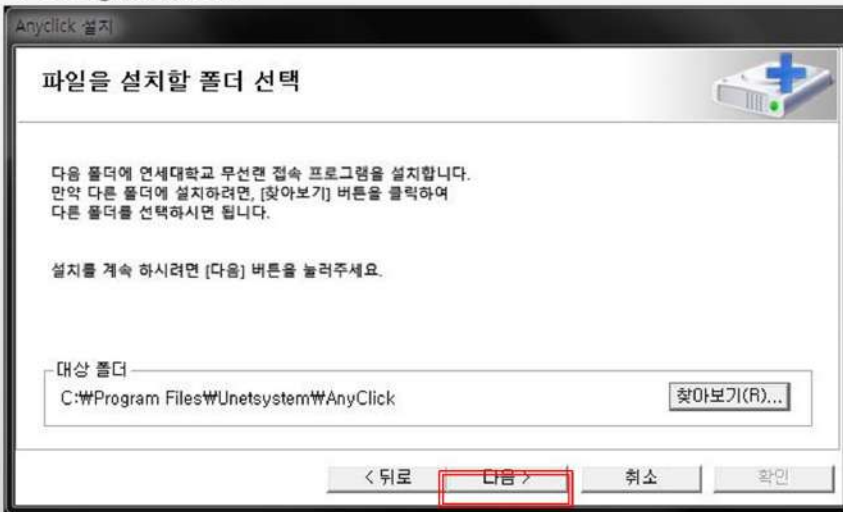 Anyclick 설치
파일을 설치할 폴더 선택
다음 폴더에 연세대학교 무선랜 접속 프로그램을 설치합니다.
만약 다른 폴더에 설치하려면, [찾아보기] 버튼을 클릭하여
다른 폴더를 선택하시면 됩니다.
설치를 계속 하시려면 [다음] 버튼을 눌러주세요.
대상 폴더
C:₩Program Files₩Unetsystem₩AnyClick
찾아보기(R)...
< 뒤로
다음 >
취소
확인